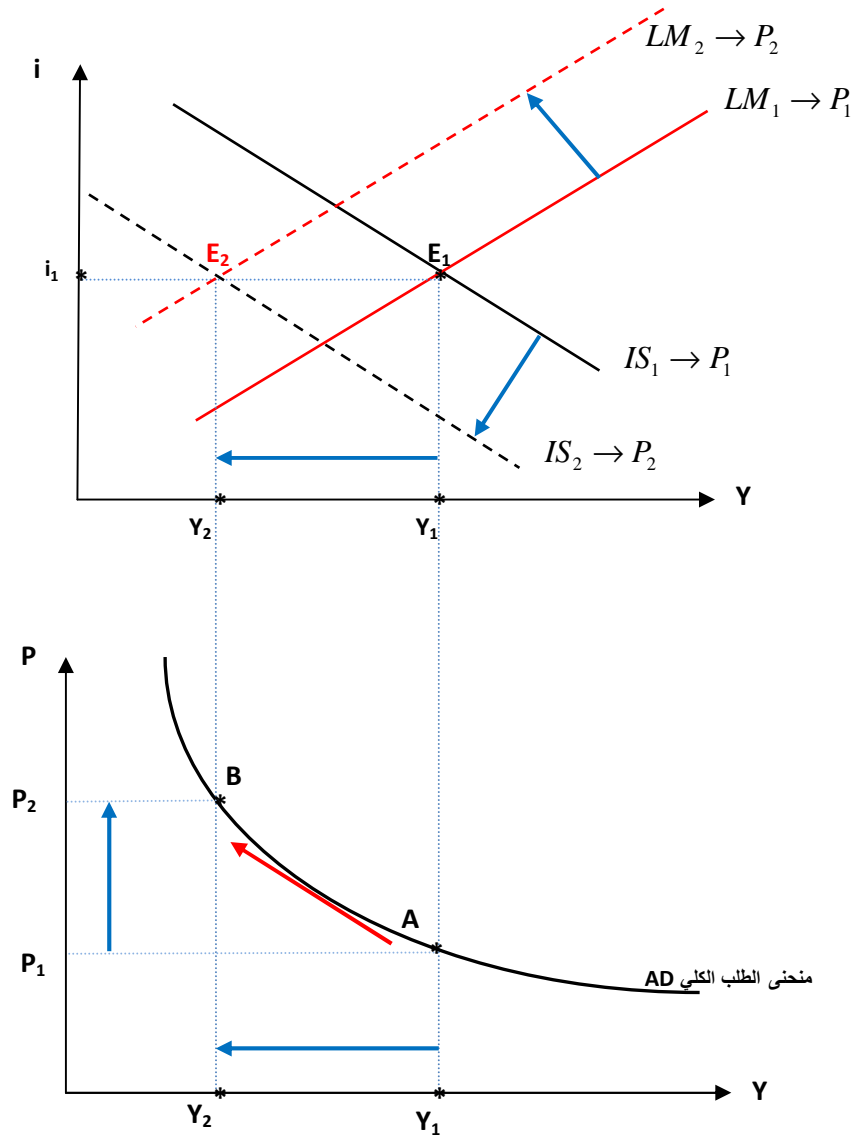 LM₂ → P₂
i
LM₁ → P₁
E₂
E₁
i₁
*
*
IS₁ → P₁
IS₂ → P₂
*
*
Y
Y₂
Y₁
P
B
P₂
*
A
P₁
*
منحنى الطلب الكلي AD
*
*
Y
Y₂
Y₁